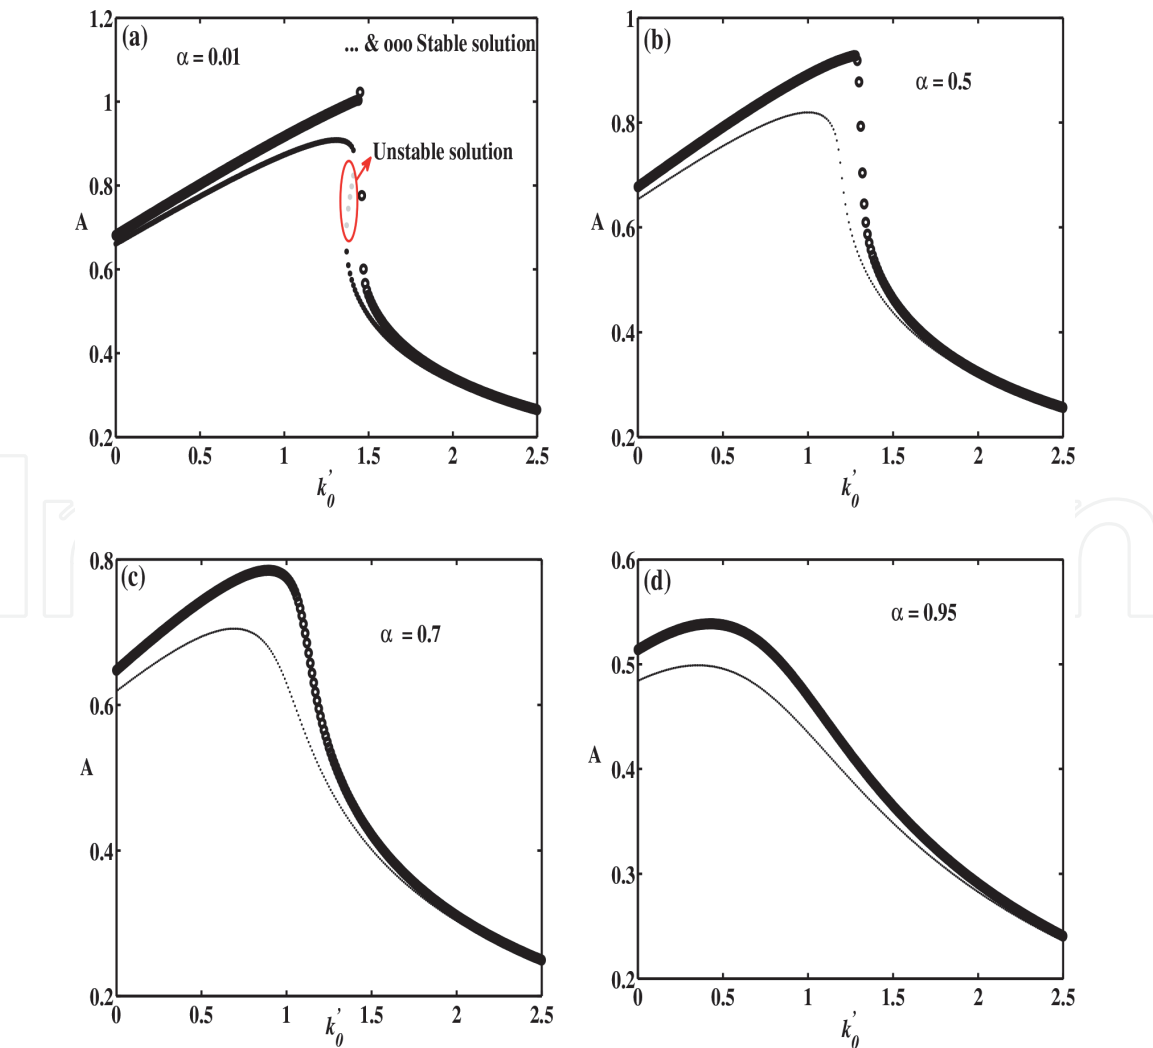 (a)
α = 0.01
... & ooo Stable solution
Unstable solution
1.2
1
0.8
0.6
0.4
0.2
A
0 0.5 1 1.5 2 2.5
k'0
(b)
α = 0.5
1
0.8
0.6
0.4
0.2
A
0 0.5 1 1.5 2 2.5
k'0
(c)
α = 0.7
0.8
0.6
0.4
0.2
A
0 0.5 1 1.5 2 2.5
k'0
(d)
α = 0.95
0.6
0.5
0.4
0.3
0.2
A
0 0.5 1 1.5 2 2.5
k'0